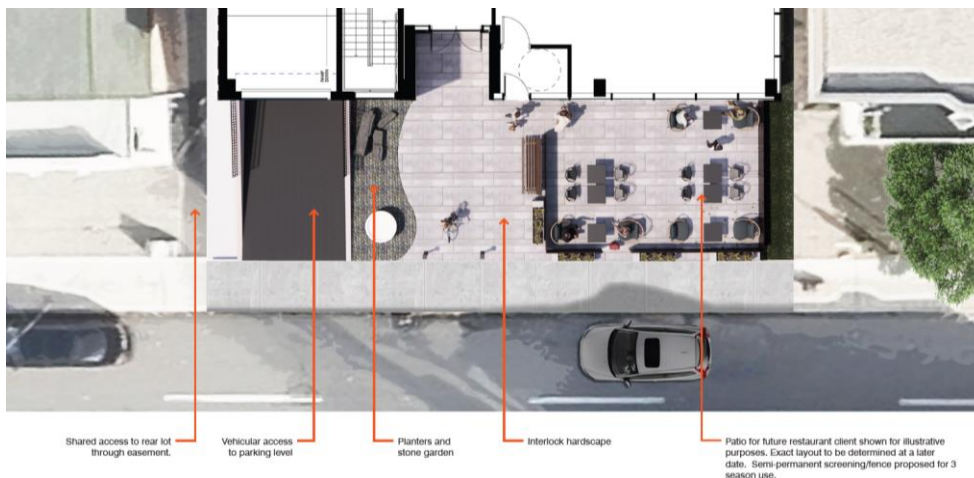 Shared access to rear lot
through easement.
Vehicular access
to parking level
Planters and
stone garden
Interlock hardscape
Patio for future restaurant client shown for illustrative
purposes. Exact layout to be determined at a later
date. Semi-permanent screening/fence proposed for 3
season use.